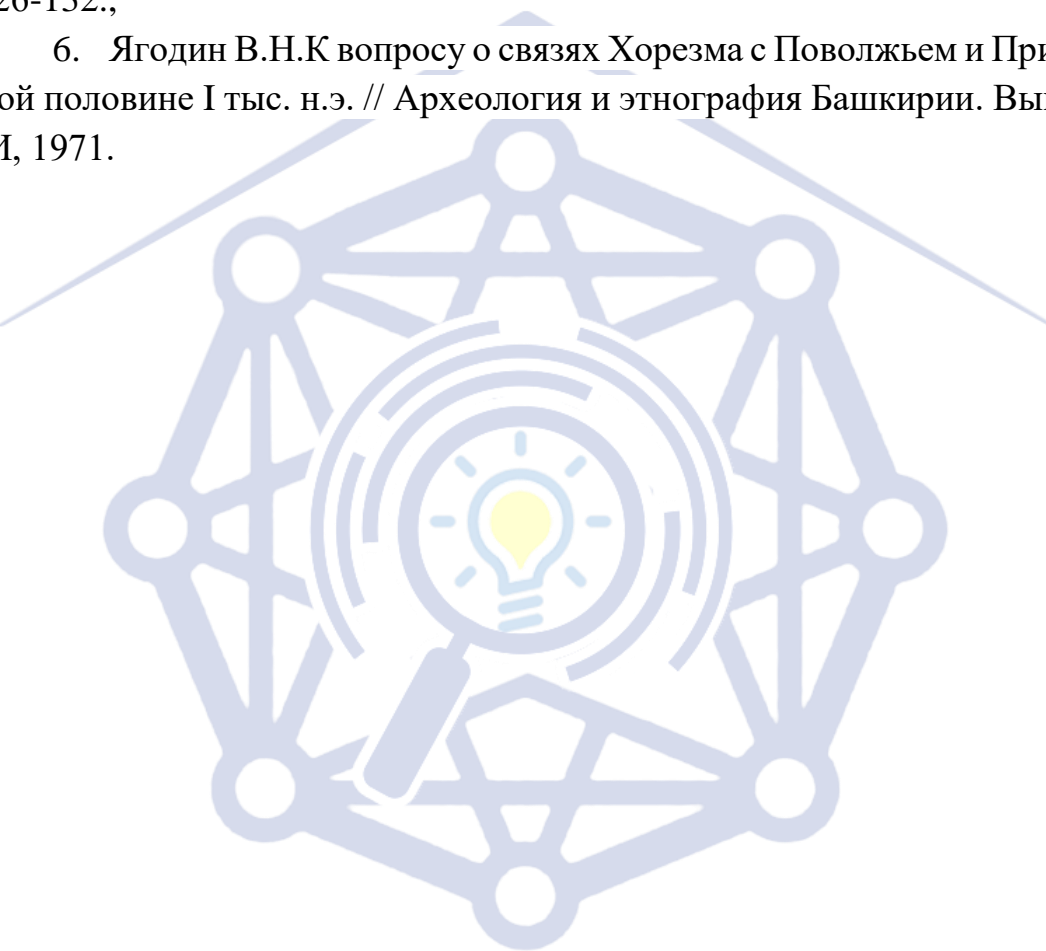 26-132.,
6. Ягодин В.Н.К вопросу о связях Хорезма с Поволжьем и При
ой половине I тыс. н.э. // Археология и этнография Башкирии. Вы
И, 1971.